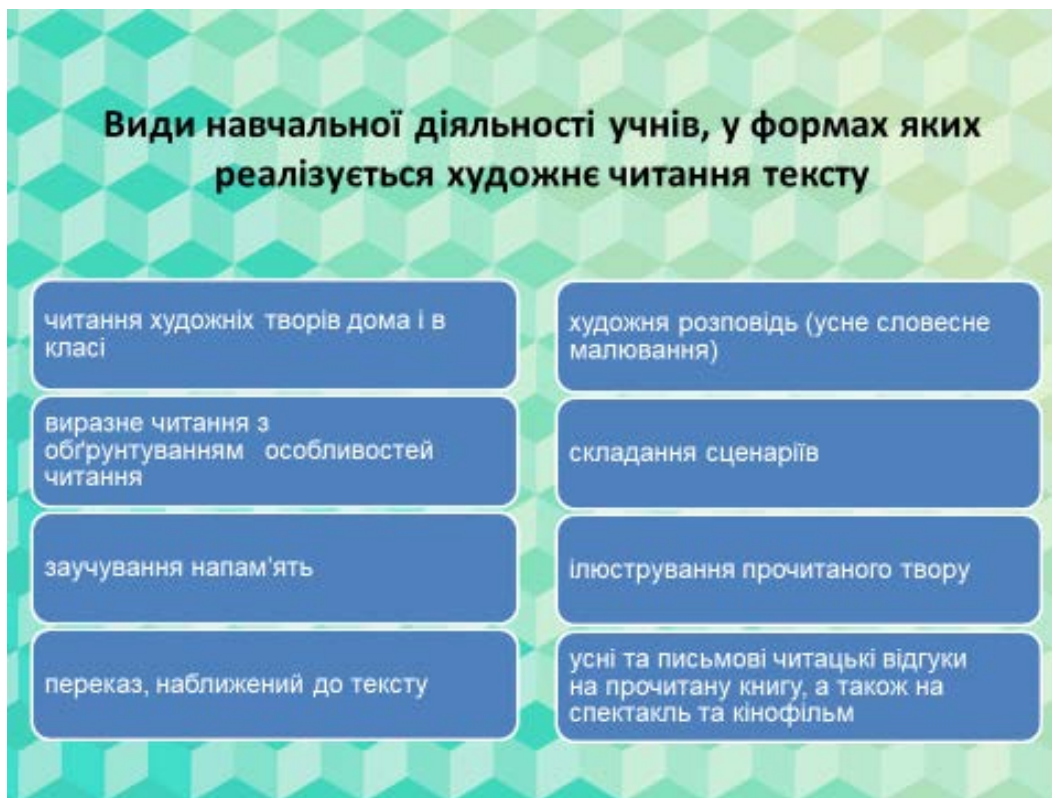 Види навчальної діяльності учнів, у формах яких
реалізується художнє читання тексту
читання художніх творів дома і в
класі
виразне читання з
обґрунтуванням особливостей
читання
заучування напам'ять
переказ, наближений до тексту
художня розповідь (усне словесне
малювання)
складання сценаріїв
ілюстрування прочитаного твору
усні та письмові читацькі відгуки
на прочитану книгу, а також на
спектакль та кінофільм